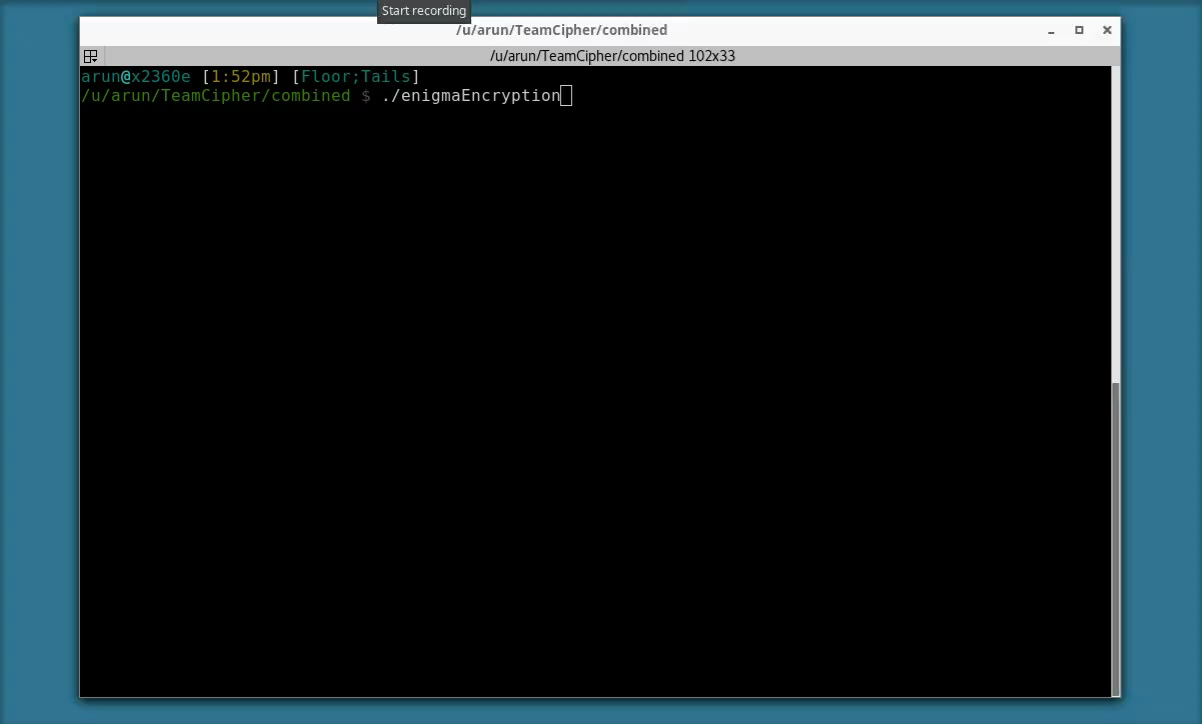 Start recording
/u/arun/TeamCipher/combined
/u/arun/TeamCipher/combined 102x33
arun@x2360e [1:52pm] [Floor;Tails]
/u/arun/TeamCipher/combined $ ./enigmaEncryption